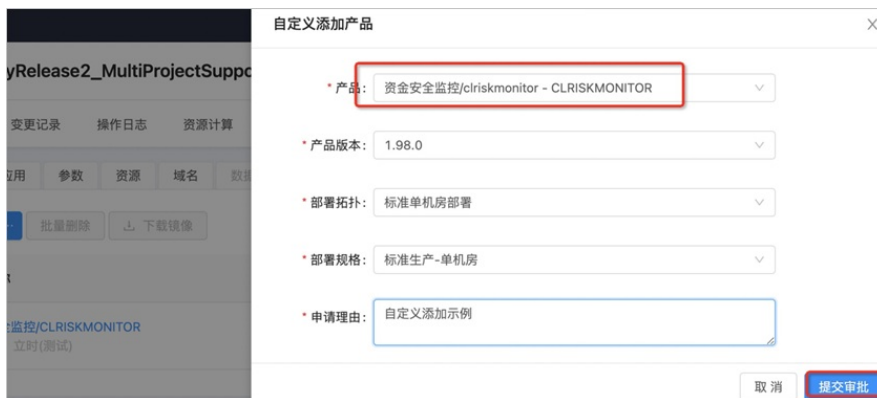 自定义添加产品
yRelease2_MultiProjectSuppo
* 产品: 资金安全监控/clriskmonitor - CLRISKMONITOR
变更记录 操作日志 资源计算
* 产品版本: 1.98.0
应用 参数 资源 域名 数据
* 部署拓扑: 标准单机房部署
批量删除 下载镜像
* 部署规格: 标准生产-单机房
* 申请理由: 自定义添加示例
全监控/CLRISKMONITOR
立时(测试)
取消 提交审批